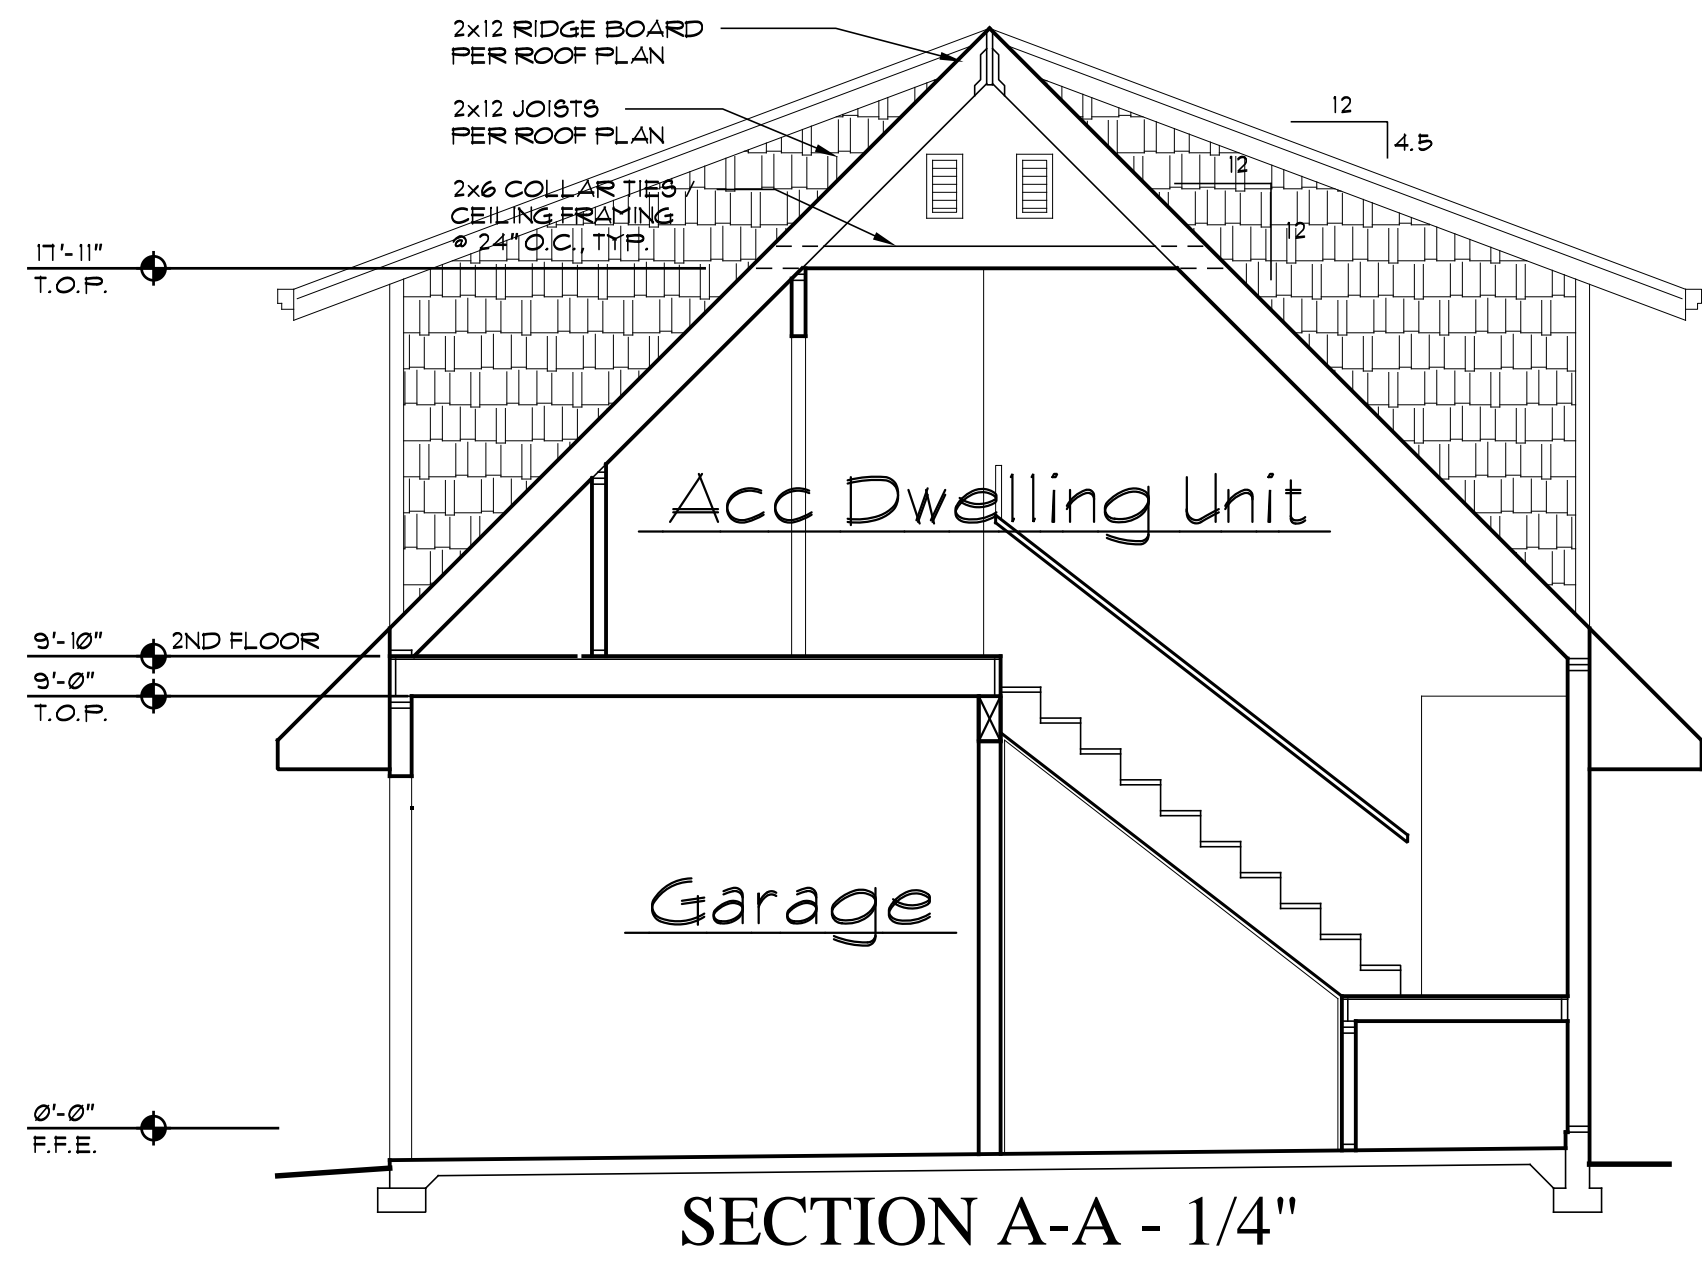 2x12 RIDGE BOARD
PER ROOF PLAN
2x12 JOISTS
PER ROOF PLAN
12
4.5
2x6 COLLAR TIES /
CEILING FRAMING
@ 24" O.C., TYP.
12
12
17'-11"
T.O.P.
Acc Dwelling Unit
9'-10" 2ND FLOOR
9'-0"
T.O.P.
Garage
0'-0"
F.F.E.
SECTION A-A - 1/4"